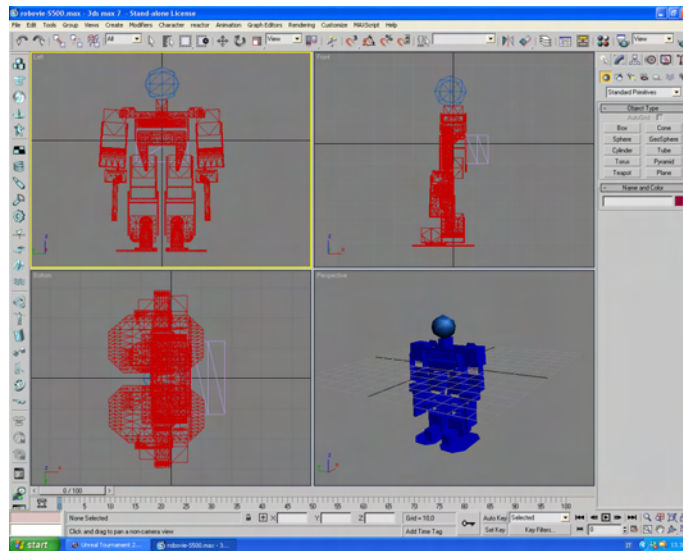 robovie-S500.max - 3ds max 7 - Stand-alone License
File Edit Tools Group Views Create Modifiers Character reactor Animation Graph Editors Rendering Customize MAXScript Help
All
View
View
Left
Front
Bottom
Perspective
Standard Primitives
Object Type
AutoGrid
Box Cone
Sphere GeoSphere
Cylinder Tube
Torus Pyramid
Teapot Plane
Name and Color
0 / 100
0 5 10 15 20 25 30 35 40 45 50 55 60 65 70 75 80 85 90 95 100
None Selected X: Y: Z: Grid = 10,0 Auto Key Selected
Click and drag to pan a non-camera view Add Time Tag Set Key Key Filters... 0
start Unreal Tournament 2... robovie-S500.max - 3... IT